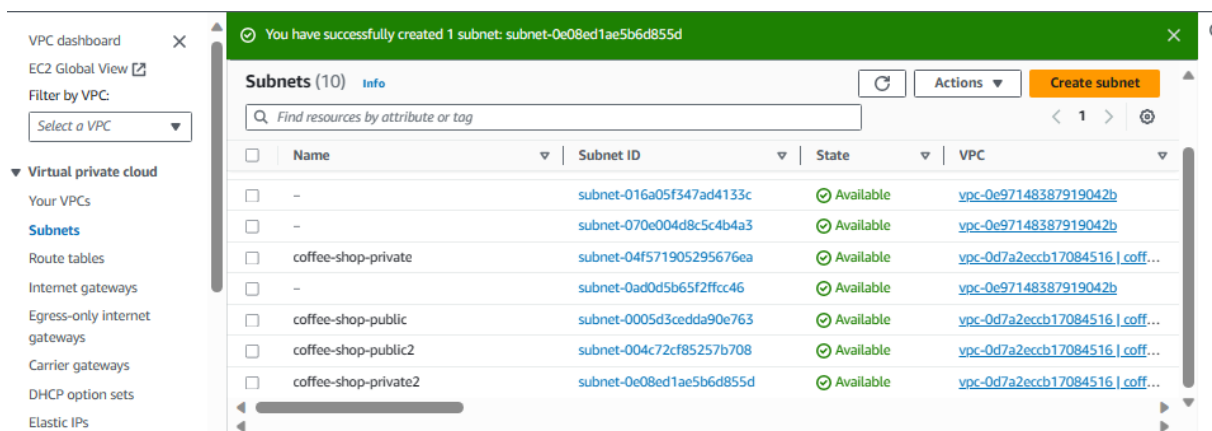 VPC dashboard
EC2 Global View
Filter by VPC:
Select a VPC
Virtual private cloud
Your VPCs
Subnets
Route tables
Internet gateways
Egress-only internet
gateways
Carrier gateways
DHCP option sets
Elastic IPs
You have successfully created 1 subnet: subnet-0e08ed1ae5b6d855d
Subnets (10) Info Actions Create subnet
Find resources by attribute or tag 1
Name Subnet ID State VPC
– subnet-016a05f347ad4133c Available vpc-0e97148387919042b
– subnet-070e004d8c5c4b4a3 Available vpc-0e97148387919042b
coffee-shop-private subnet-04f571905295676ea Available vpc-0d7a2eccb17084516 | coff...
– subnet-0ad0d5b65f2ffcc46 Available vpc-0e97148387919042b
coffee-shop-public subnet-0005d3cedda90e763 Available vpc-0d7a2eccb17084516 | coff...
coffee-shop-public2 subnet-004c72cf85257b708 Available vpc-0d7a2eccb17084516 | coff...
coffee-shop-private2 subnet-0e08ed1ae5b6d855d Available vpc-0d7a2eccb17084516 | coff...